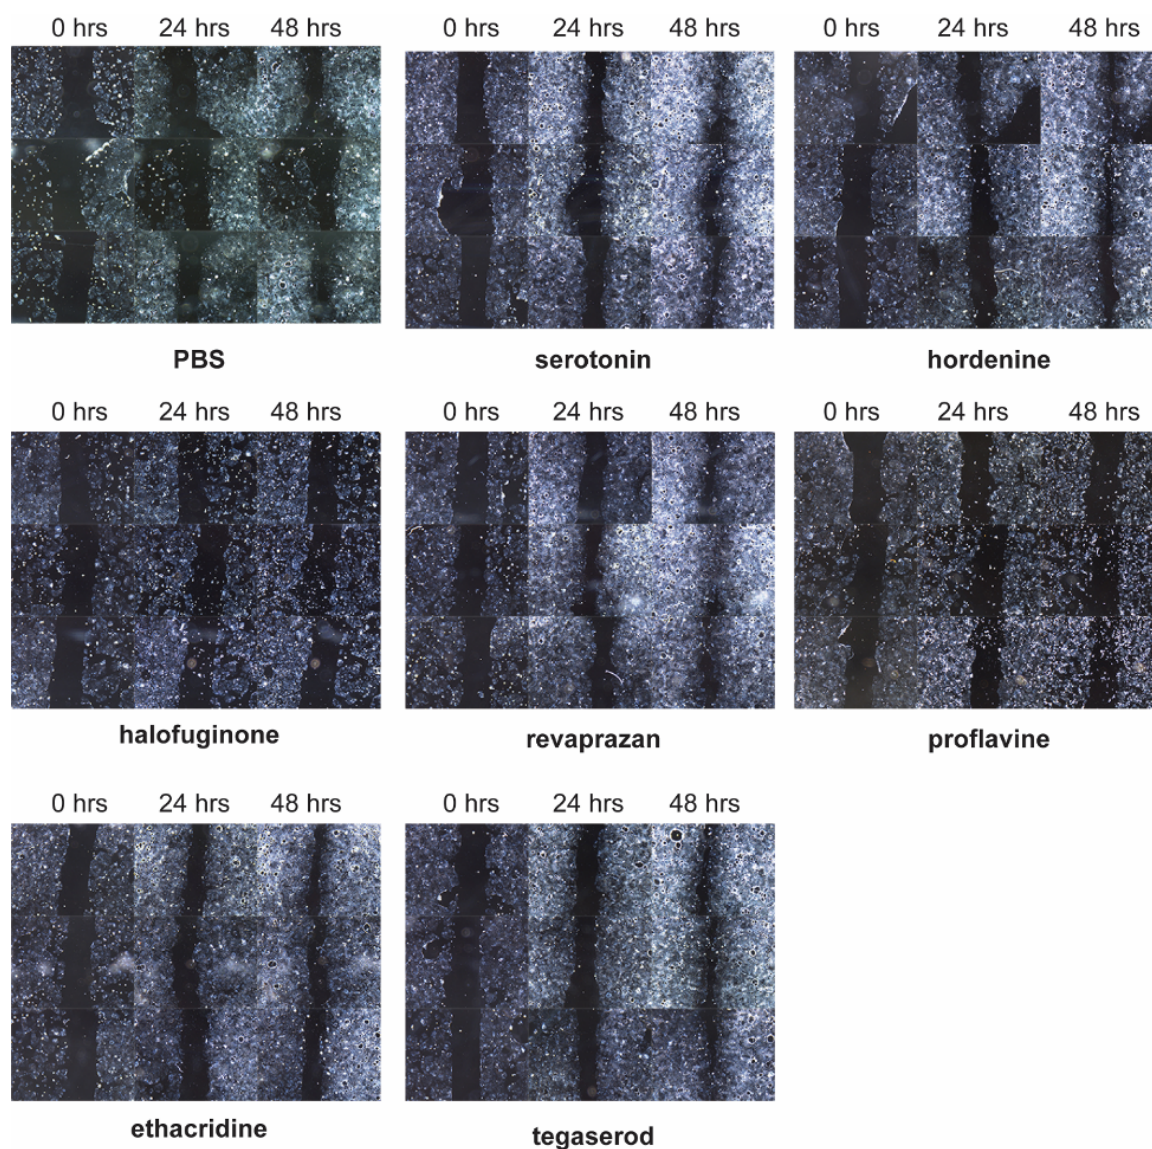 0 hrs 24 hrs 48 hrs 0 hrs 24 hrs 48 hrs 0 hrs 24 hrs 48 hrs
PBS serotonin hordenine
0 hrs 24 hrs 48 hrs 0 hrs 24 hrs 48 hrs 0 hrs 24 hrs 48 hrs
halofuginone revaprazan proflavine
0 hrs 24 hrs 48 hrs 0 hrs 24 hrs 48 hrs
ethacridine tegaserod